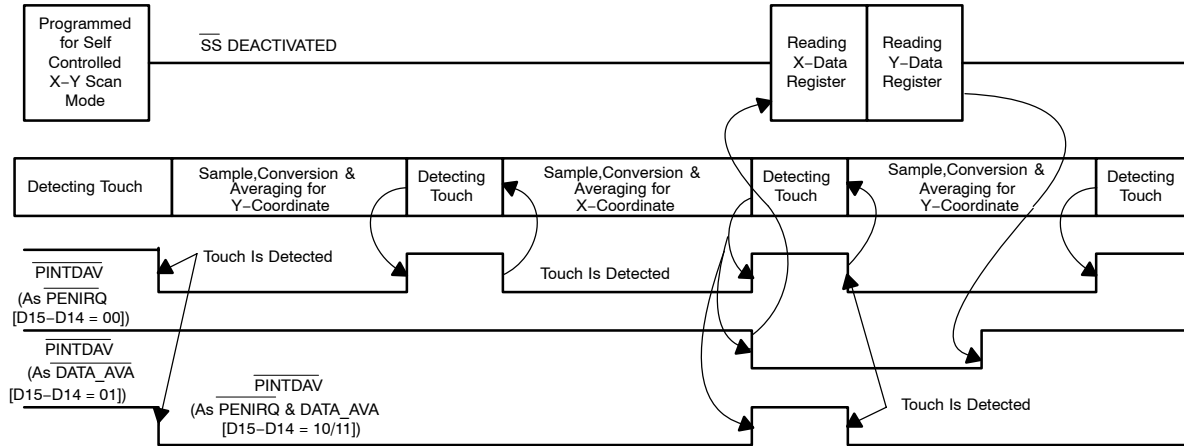 Programmed
for Self
Controlled
X−Y Scan
Mode
SS DEACTIVATED
Reading
X−Data
Register
Reading
Y−Data
Register
Detecting Touch
Sample,Conversion &
Averaging for
Y−Coordinate
Detecting
Touch
Sample,Conversion &
Averaging for
X−Coordinate
Detecting
Touch
Sample,Conversion &
Averaging for
Y−Coordinate
Detecting
Touch
Touch Is Detected
Touch Is Detected
PINTDAV
(As PENIRQ
[D15−D14 = 00])
PINTDAV
(As DATA_AVA
[D15−D14 = 01])
PINTDAV
(As PENIRQ & DATA_AVA
[D15−D14 = 10/11])
Touch Is Detected